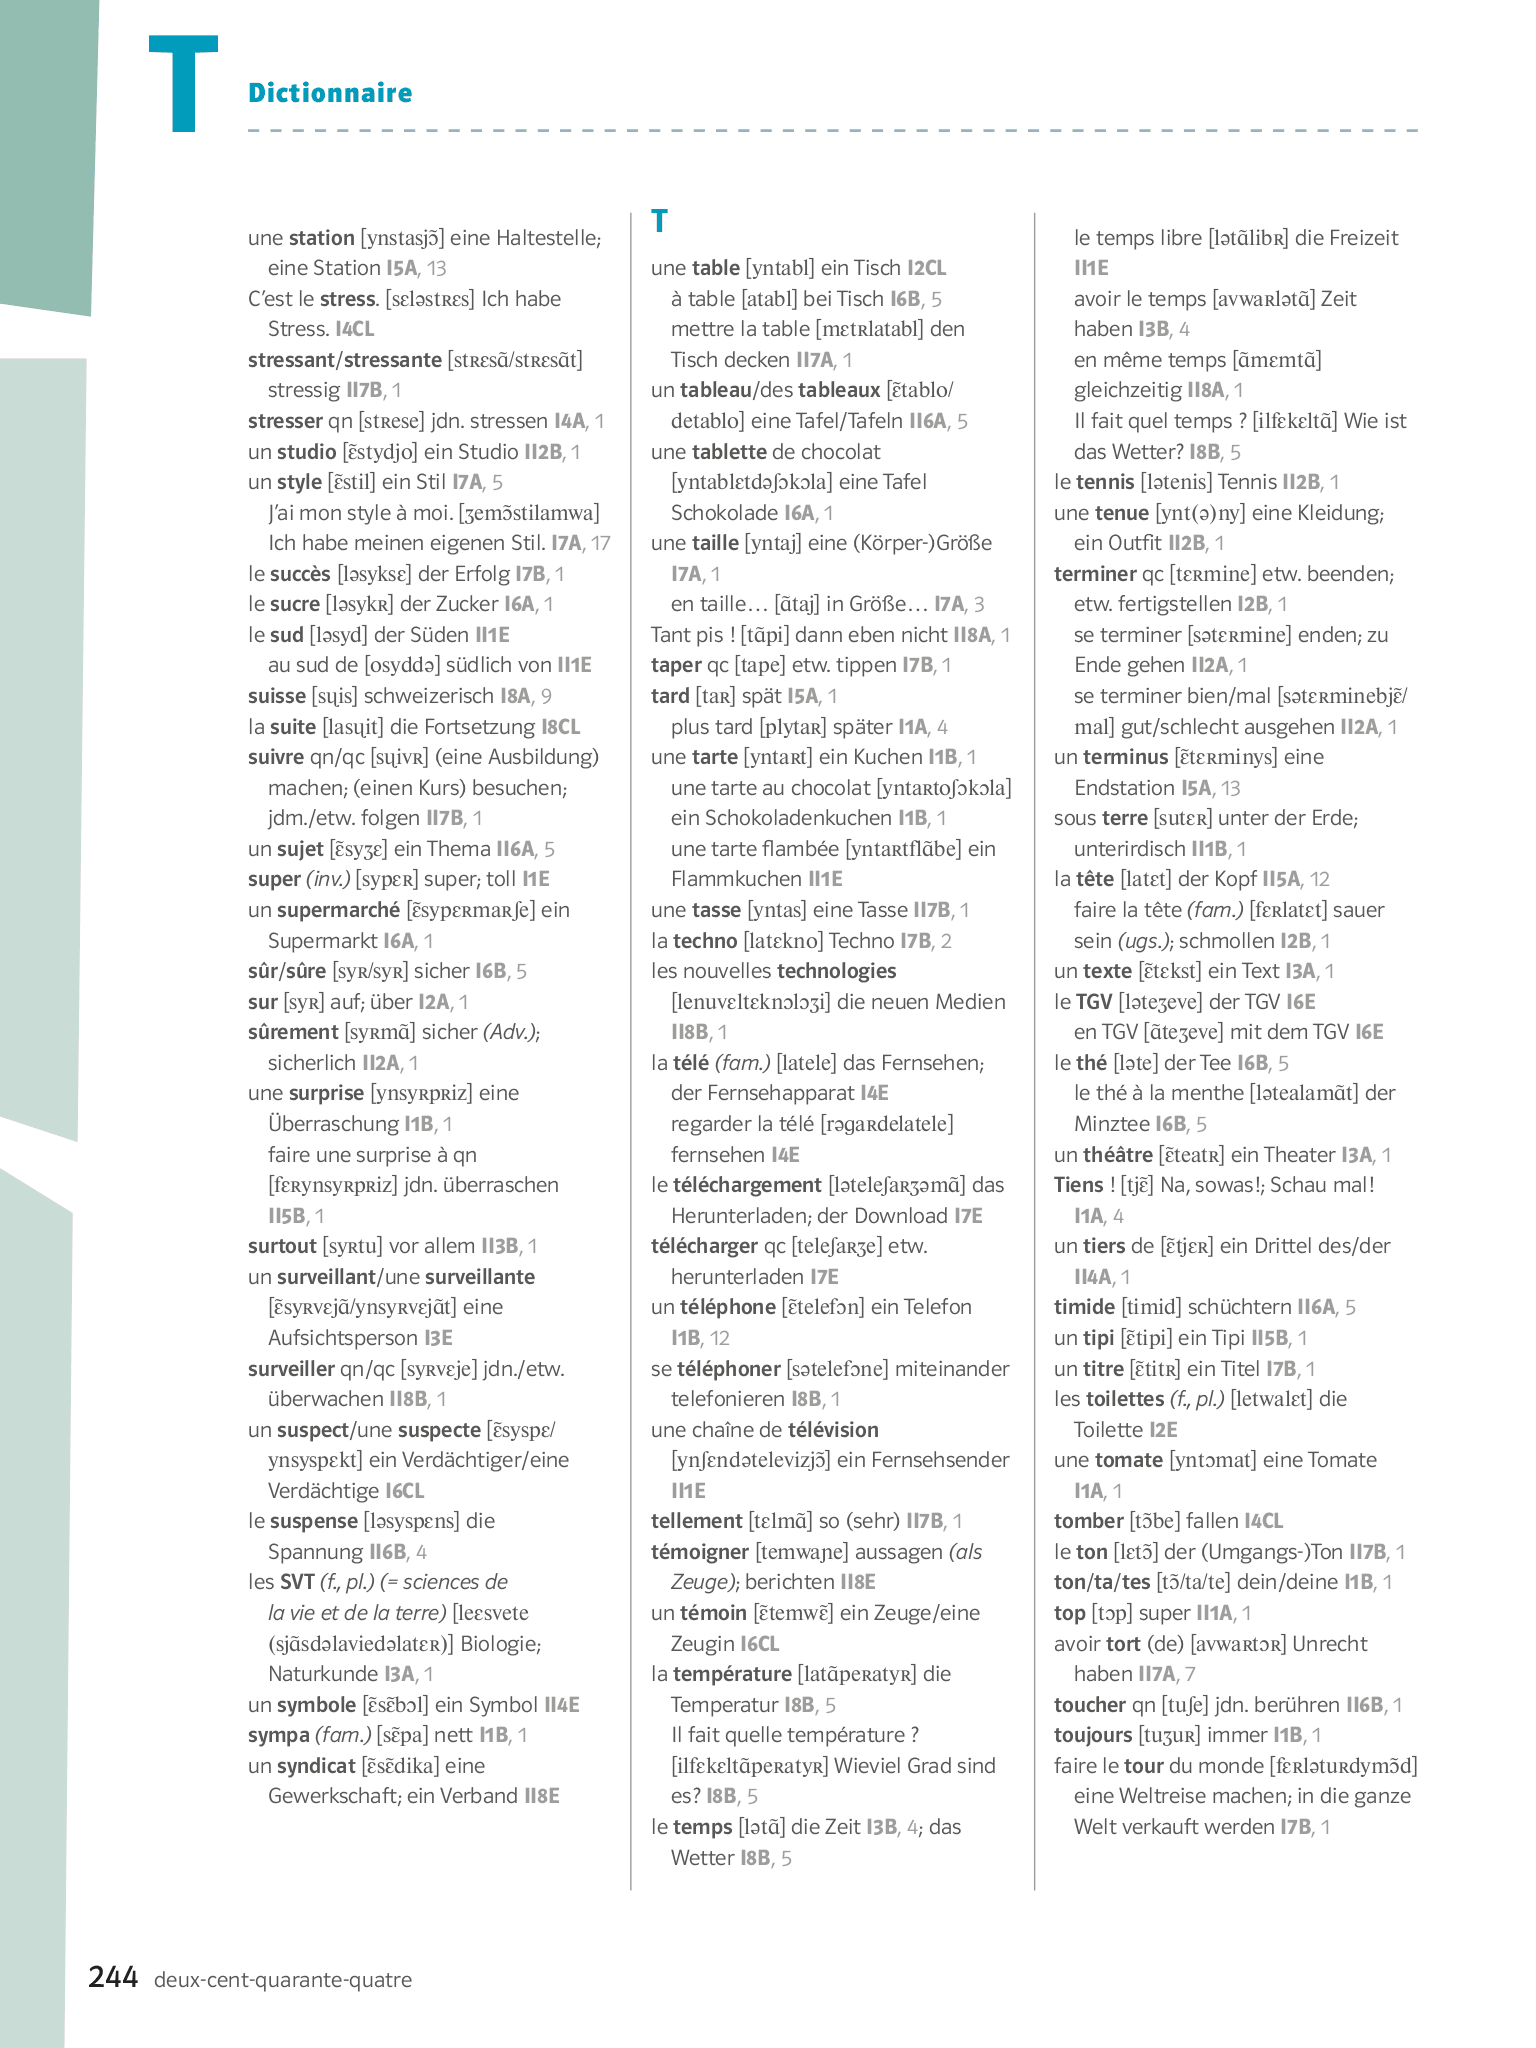 T
Dictionnaire
une station [ynstasjɔ̃] eine Haltestelle;
eine Station I5A, 13
C’est le stress. [sɛləstʀɛs] Ich habe
Stress. I4CL
stressant/stressante [stʀɛsɑ̃/stʀɛsɑ̃t]
stressig II7B, 1
stresser qn [stʀese] jdn. stressen I4A, 1
un studio [ɛ̃stydjo] ein Studio II2B, 1
un style [ɛ̃stil] ein Stil I7A, 5
J’ai mon style à moi. [ʒemɔ̃stilamwa]
Ich habe meinen eigenen Stil. I7A, 17
le succès [ləsyksɛ] der Erfolg I7B, 1
le sucre [ləsykʀ] der Zucker I6A, 1
le sud [ləsyd] der Süden II1E
au sud de [osyddə] südlich von II1E
suisse [sɥis] schweizerisch I8A, 9
la suite [lasɥit] die Fortsetzung I8CL
suivre qn/qc [sɥivʀ] (eine Ausbildung)
machen; (einen Kurs) besuchen;
jdm./etw. folgen II7B, 1
un sujet [ɛ̃syʒɛ] ein Thema II6A, 5
super (inv.) [sypɛʀ] super; toll I1E
un supermarché [ɛ̃sypɛʀmaʀʃe] ein
Supermarkt I6A, 1
sûr/sûre [syʀ/syʀ] sicher I6B, 5
sur [syʀ] auf; über I2A, 1
sûrement [syʀmɑ̃] sicher (Adv.);
sicherlich II2A, 1
une surprise [ynsyʀpʀiz] eine
Überraschung I1B, 1
faire une surprise à qn
[fɛʀynsyʀpʀiz] jdn. überraschen
II5B, 1
surtout [syʀtu] vor allem II3B, 1
un surveillant/une surveillante
[ɛ̃syʀvɛjɑ̃/ynsyʀvɛjɑ̃t] eine
Aufsichtsperson I3E
surveiller qn/qc [syʀvɛje] jdn./etw.
überwachen II8B, 1
un suspect/une suspecte [ɛ̃syspɛ/
ynsyspɛkt] ein Verdächtiger/eine
Verdächtige I6CL
le suspense [ləsyspɛns] die
Spannung II6B, 4
les SVT (f., pl.) (= sciences de
la vie et de la terre) [leɛsvete
(sjɑ̃sdəlaviedəlatɛʀ)] Biologie;
Naturkunde I3A, 1
un symbole [ɛ̃sɛ̃bɔl] ein Symbol II4E
sympa (fam.) [sɛ̃pa] nett I1B, 1
un syndicat [ɛ̃sɛ̃dika] eine
Gewerkschaft; ein Verband II8E
T
une table [yntabl] ein Tisch I2CL
à table [atabl] bei Tisch I6B, 5
mettre la table [mɛtʀlatabl] den
Tisch decken II7A, 1
un tableau/des tableaux [ɛ̃tablo/
detablo] eine Tafel/Tafeln II6A, 5
une tablette de chocolat
[yntablɛtdəʃɔkɔla] eine Tafel
Schokolade I6A, 1
une taille [yntaj] eine (Körper-)Größe
I7A, 1
en taille… [ɑ̃taj] in Größe… I7A, 3
Tant pis ! [tɑ̃pi] dann eben nicht II8A, 1
taper qc [tape] etw. tippen I7B, 1
tard [taʀ] spät I5A, 1
plus tard [plytaʀ] später I1A, 4
une tarte [yntaʀt] ein Kuchen I1B, 1
une tarte au chocolat [yntaʀtoʃɔkɔla]
ein Schokoladenkuchen I1B, 1
une tarte flambée [yntaʀtflɑ̃be] ein
Flammkuchen II1E
une tasse [yntas] eine Tasse II7B, 1
la techno [latɛkno] Techno I7B, 2
les nouvelles technologies
[lenuvɛltɛknɔlɔʒi] die neuen Medien
II8B, 1
la télé (fam.) [latele] das Fernsehen;
der Fernsehapparat I4E
regarder la télé [ʀəgaʀdelatele]
fernsehen I4E
le téléchargement [ləteleʃaʀʒəmɑ̃] das
Herunterladen; der Download I7E
télécharger qc [teleʃaʀʒe] etw.
herunterladen I7E
un téléphone [ɛ̃telefɔn] ein Telefon
I1B, 12
se téléphoner [sətelefɔne] miteinander
telefonieren I8B, 1
une chaîne de télévision
[ynʃɛndətelevizjɔ̃] ein Fernsehsender
II1E
tellement [tɛlmɑ̃] so (sehr) II7B, 1
témoigner [temwaɲe] aussagen (als
Zeuge); berichten II8E
un témoin [ɛ̃temwɛ̃] ein Zeuge/eine
Zeugin I6CL
la température [latɑ̃peʀatyʀ] die
Temperatur I8B, 5
Il fait quelle température ?
[ilfɛkɛltɑ̃peʀatyʀ] Wieviel Grad sind
es? I8B, 5
le temps [lətɑ̃] die Zeit I3B, 4; das
Wetter I8B, 5
le temps libre [lətɑ̃libʀ] die Freizeit
II1E
avoir le temps [avwaʀlətɑ̃] Zeit
haben I3B, 4
en même temps [ɑ̃mɛmtɑ̃]
gleichzeitig II8A, 1
Il fait quel temps ? [ilfɛkɛltɑ̃] Wie ist
das Wetter? I8B, 5
le tennis [lətenis] Tennis II2B, 1
une tenue [ynt(ə)ny] eine Kleidung;
ein Outfit II2B, 1
terminer qc [tɛʀmine] etw. beenden;
etw. fertigstellen I2B, 1
se terminer [sətɛʀmine] enden; zu
Ende gehen II2A, 1
se terminer bien/mal [sətɛʀminebjɛ̃/
mal] gut/schlecht ausgehen II2A, 1
un terminus [ɛ̃tɛʀminys] eine
Endstation I5A, 13
sous terre [sutɛʀ] unter der Erde;
unterirdisch II1B, 1
la tête [latɛt] der Kopf II5A, 12
faire la tête (fam.) [fɛʀlatɛt] sauer
sein (ugs.); schmollen I2B, 1
un texte [ɛ̃tɛkst] ein Text I3A, 1
le TGV [ləteʒeve] der TGV I6E
en TGV [ɑ̃teʒeve] mit dem TGV I6E
le thé [ləte] der Tee I6B, 5
le thé à la menthe [lətealamɑ̃t] der
Minztee I6B, 5
un théâtre [ɛ̃teatʀ] ein Theater I3A, 1
Tiens ! [tjɛ̃] Na, sowas!; Schau mal!
I1A, 4
un tiers de [ɛ̃tjɛʀ] ein Drittel des/der
II4A, 1
timide [timid] schüchtern II6A, 5
un tipi [ɛ̃tipi] ein Tipi II5B, 1
un titre [ɛ̃titʀ] ein Titel I7B, 1
les toilettes (f., pl.) [letwalɛt] die
Toilette I2E
une tomate [yntɔmat] eine Tomate
I1A, 1
tomber [tɔ̃be] fallen I4CL
le ton [lɛtɔ̃] der (Umgangs-)Ton II7B, 1
ton/ta/tes [tɔ̃/ta/te] dein/deine I1B, 1
top [tɔp] super II1A, 1
avoir tort (de) [avwaʀtɔʀ] Unrecht
haben II7A, 7
toucher qn [tuʃe] jdn. berühren II6B, 1
toujours [tuʒuʀ] immer I1B, 1
faire le tour du monde [fɛʀlətuʀdymɔ̃d]
eine Weltreise machen; in die ganze
Welt verkauft werden I7B, 1
244 deux-cent-quarante-quatre